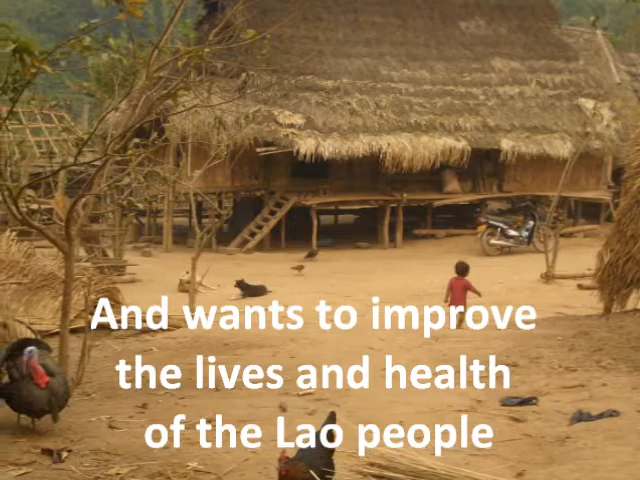 And wants to improve
the lives and health
of the Lao people